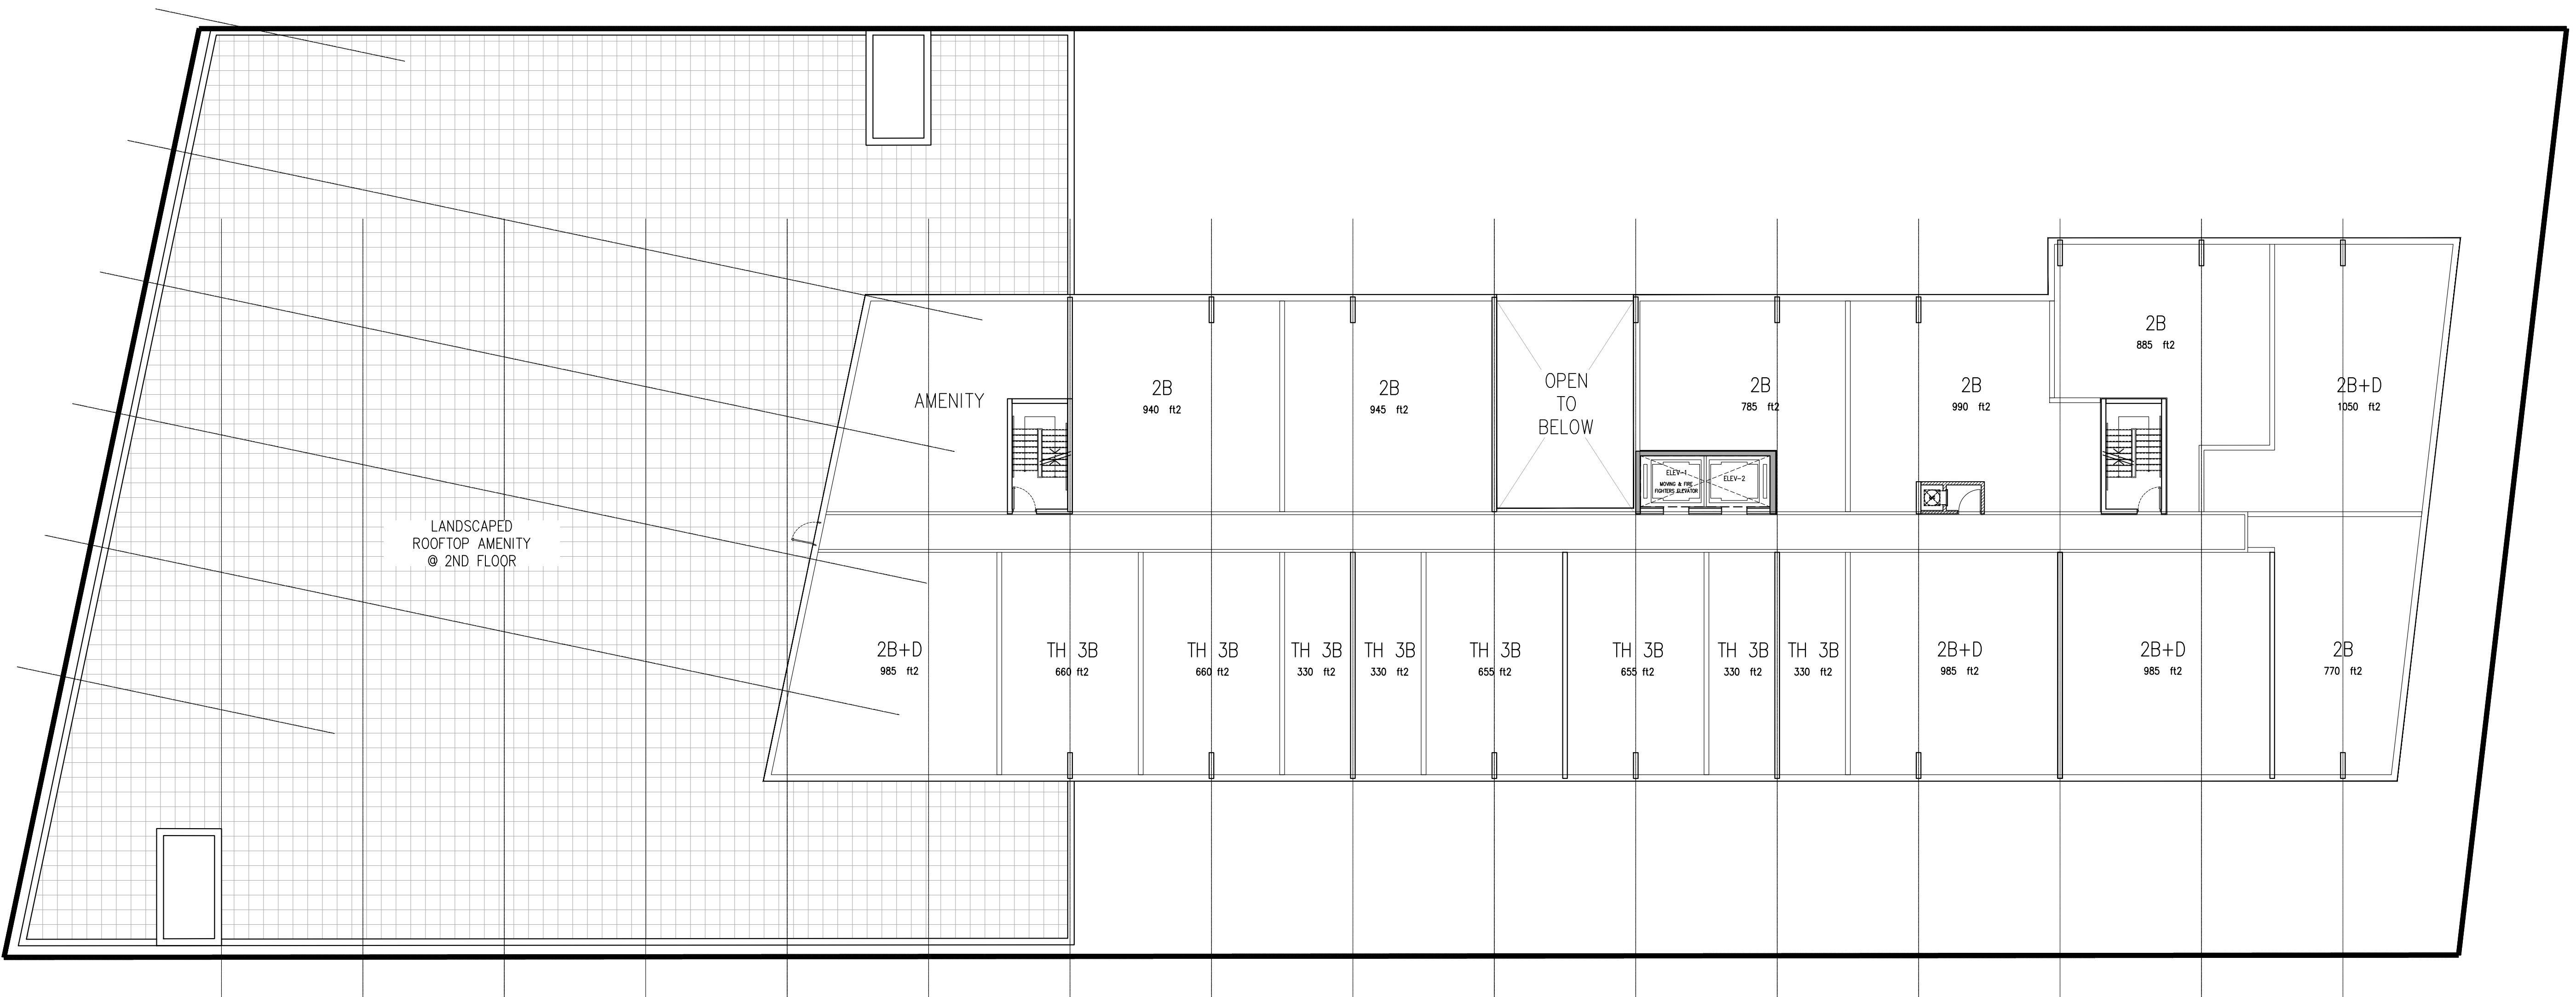 2B
885 ft2
AMENITY
2B
940 ft2
2B
945 ft2
OPEN
TO
BELOW
2B
785 ft2
2B
990 ft2
2B+D
1050 ft2
ELEV-1
MOVING & FIRE
FIGHTERS ELEVATOR
ELEV-2
LANDSCAPED
ROOFTOP AMENITY
@ 2ND FLOOR
2B+D
985 ft2
TH 3B
660 ft2
TH 3B
660 ft2
TH 3B
330 ft2
TH 3B
330 ft2
TH 3B
655 ft2
TH 3B
655 ft2
TH 3B
330 ft2
TH 3B
330 ft2
2B+D
985 ft2
2B+D
985 ft2
2B
770 ft2